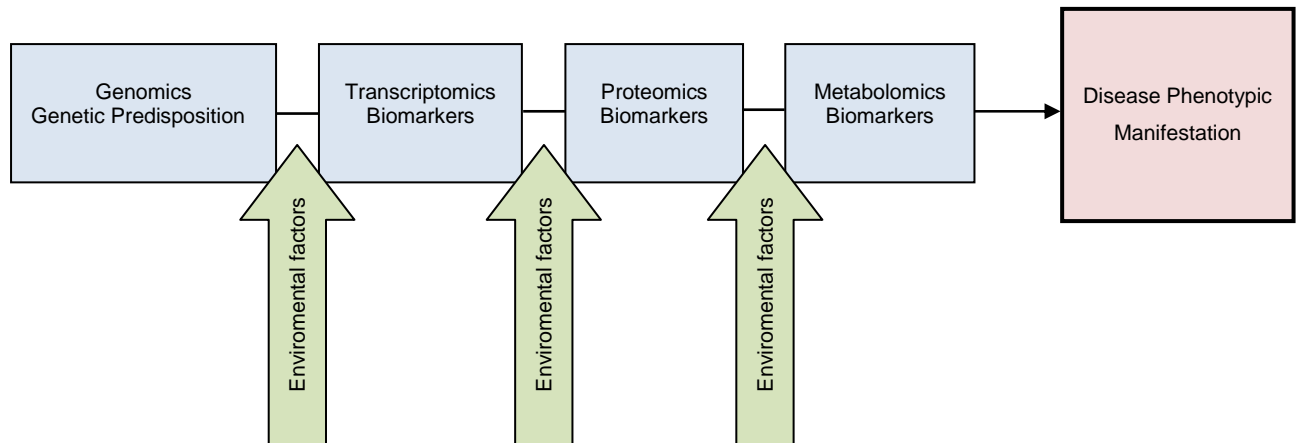 Genomics
Genetic Predisposition
Transcriptomics
Biomarkers
Proteomics
Biomarkers
Metabolomics
Biomarkers
Disease Phenotypic
Manifestation
Enviromental factors
Enviromental factors
Enviromental factors